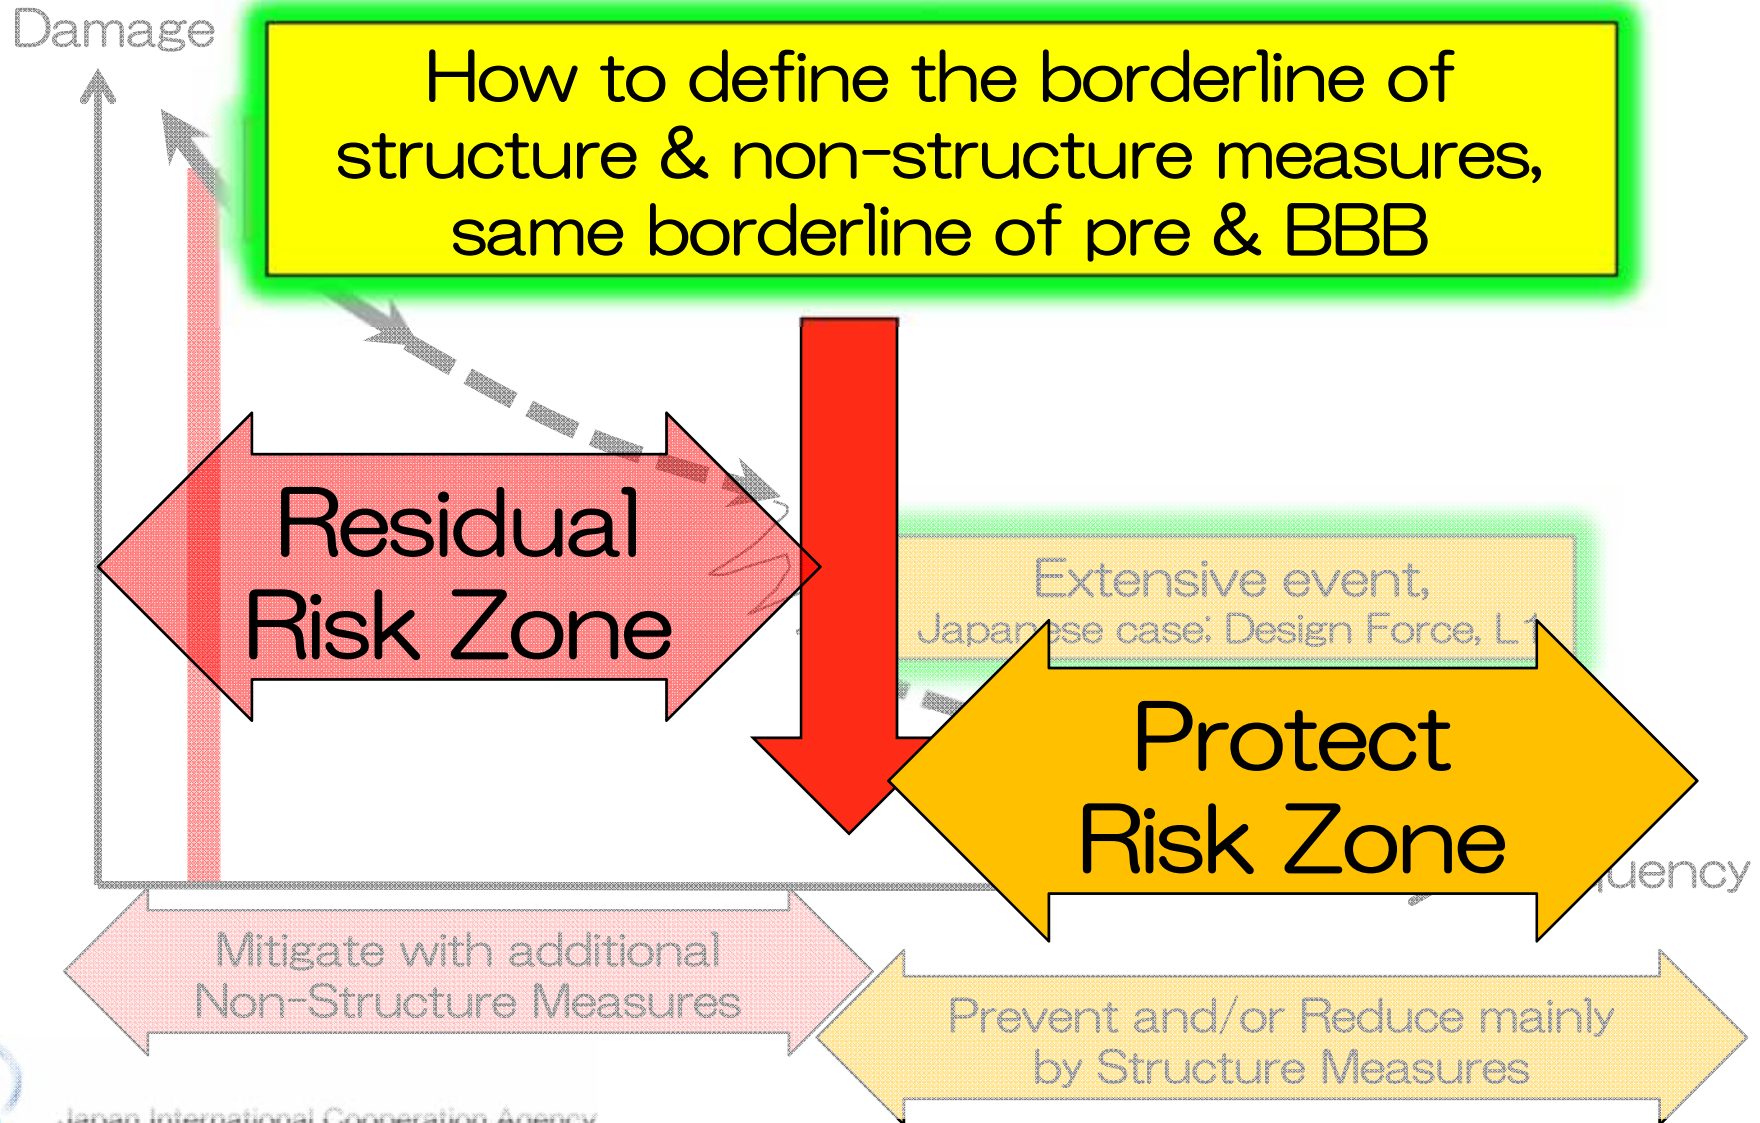 Damage
How to define the borderline of
structure & non-structure measures,
same borderline of pre & BBB
Residual
Risk Zone
Extensive event,
Japanese case: Design Force, L1
Protect
Risk Zone
Mitigate with additional
Non-Structure Measures
Prevent and/or Reduce mainly
by Structure Measures
Japan International Cooperation Agency